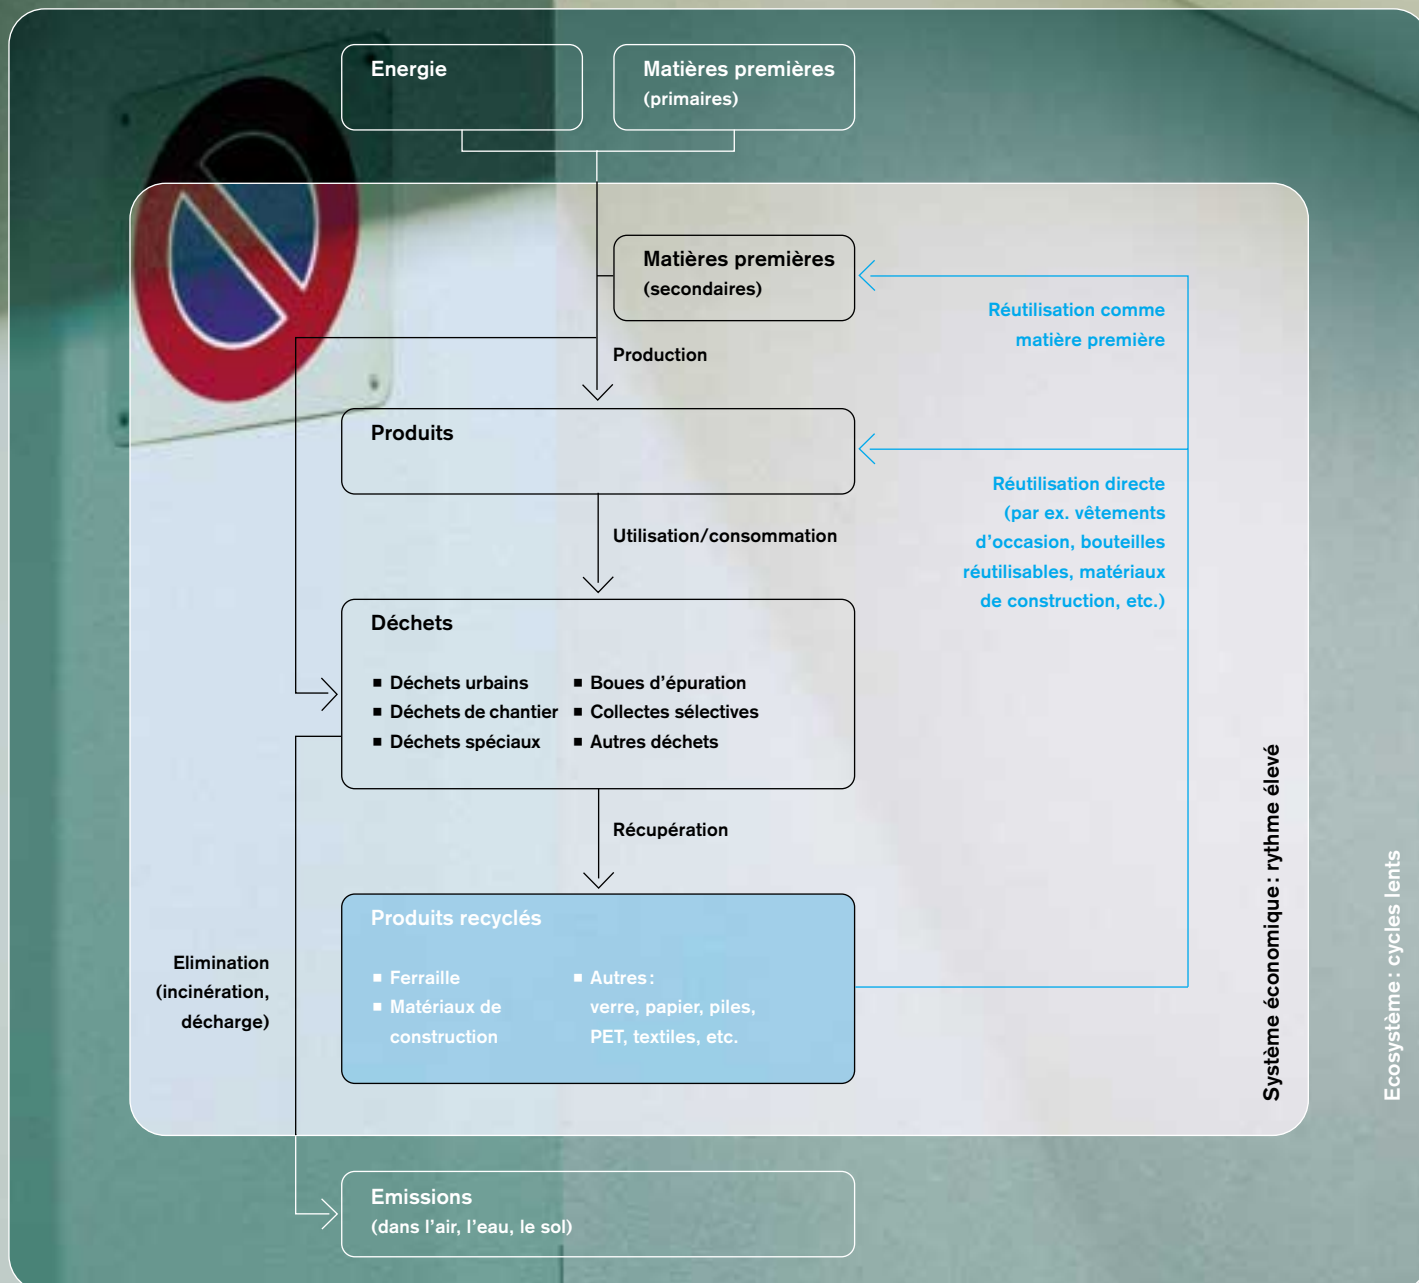 Energie
Matières premières
(primaires)
Matières premières
(secondaires)
Réutilisation comme
matière première
Production
Produits
Réutilisation directe
(par ex. vêtements
d’occasion, bouteilles
réutilisables, matériaux
de construction, etc.)
Utilisation/consommation
Déchets
■ Déchets urbains
■ Déchets de chantier
■ Déchets spéciaux
■ Boues d’épuration
■ Collectes sélectives
■ Autres déchets
Récupération
Produits recyclés
■ Ferraille
■ Matériaux de
construction
■ Autres :
verre, papier, piles,
PET, textiles, etc.
Elimination
(incinération,
décharge)
Emissions
(dans l’air, l’eau, le sol)
Système économique : rythme élevé
Ecosystème : cycles lents